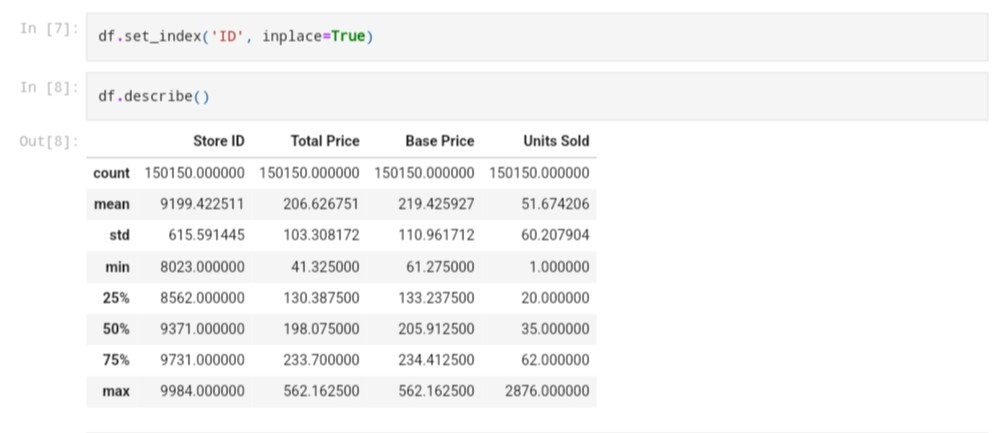 In [7]: df.set_index('ID', inplace=True)
In [8]: df.describe()
Out[8]: Store ID Total Price Base Price Units Sold
count 150150.000000 150150.000000 150150.000000 150150.000000
mean 9199.422511 206.626751 219.425927 51.674206
std 615.591445 103.308172 110.961712 60.207904
min 8023.000000 41.325000 61.275000 1.000000
25% 8562.000000 130.387500 133.237500 20.000000
50% 9371.000000 198.075000 205.912500 35.000000
75% 9731.000000 233.700000 234.412500 62.000000
max 9984.000000 562.162500 562.162500 2876.000000